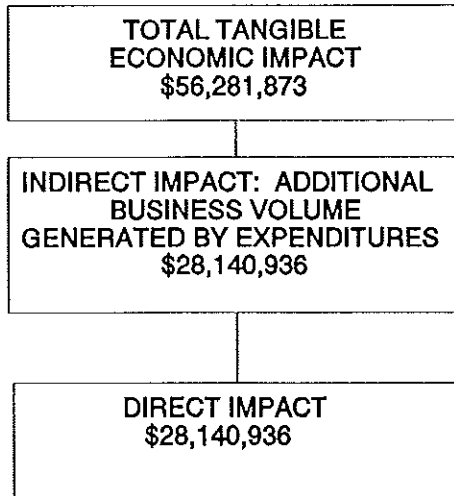 TOTAL TANGIBLE
ECONOMIC IMPACT
$56,281,873
INDIRECT IMPACT: ADDITIONAL
BUSINESS VOLUME
GENERATED BY EXPENDITURES
$28,140,936
DIRECT IMPACT
$28,140,936